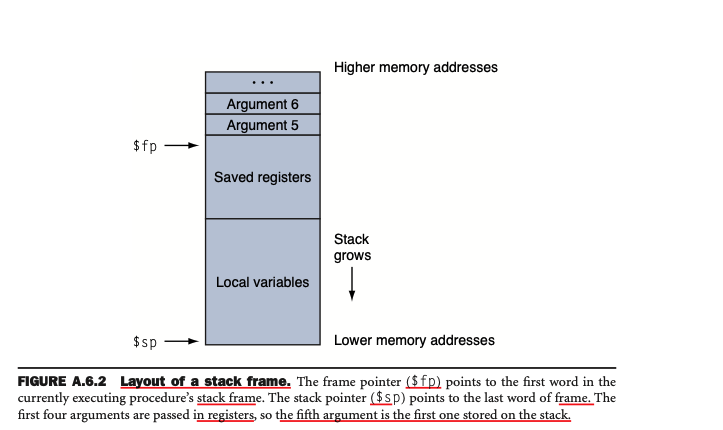 Higher memory addresses
...
Argument 6
Argument 5
$fp
Saved registers
Stack
grows
Local variables
$sp
Lower memory addresses
FIGURE A.6.2 Layout of a stack frame. The frame pointer ($fp) points to the first word in the
currently executing procedure's stack frame. The stack pointer ($sp) points to the last word of frame. The
first four arguments are passed in registers, so the fifth argument is the first one stored on the stack.